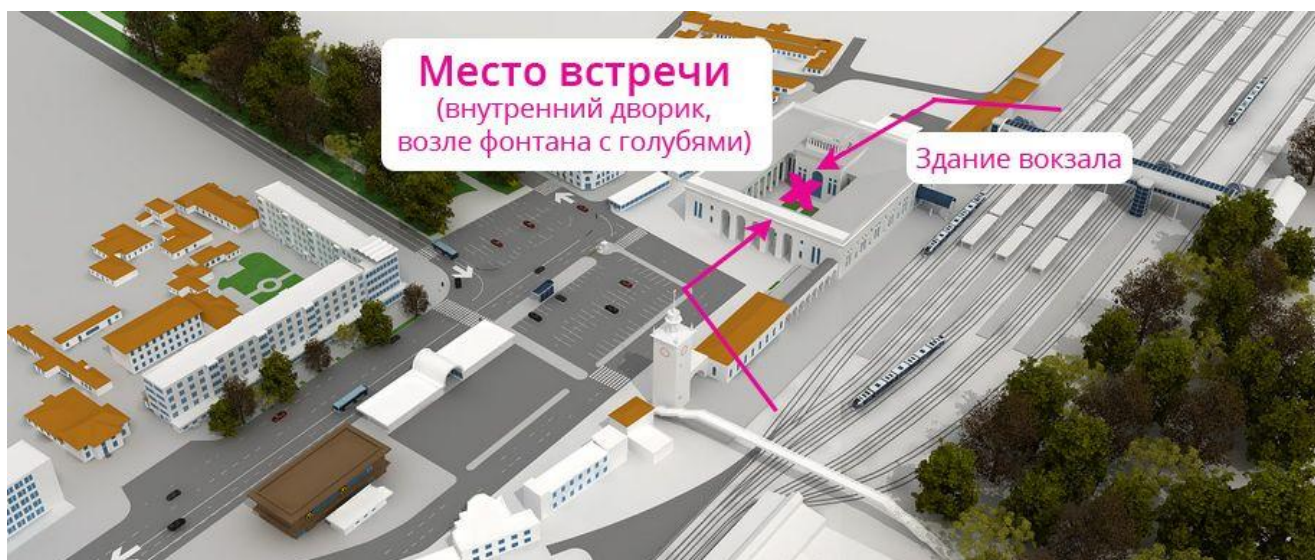 Место встречи
(внутренний дворик,
возле фонтана с голубями)
Здание вокзала